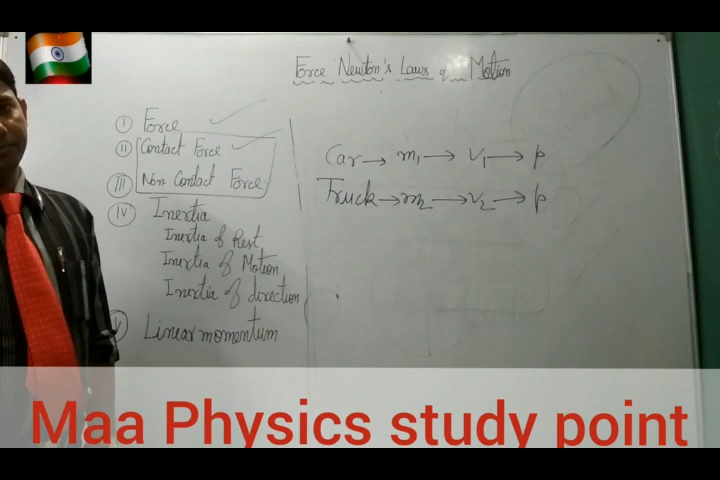 Force Newton's Laws of Motion
I Force
II Contact Force
III Non Contact Force
IV Inertia
Inertia of Rest
Inertia of Motion
Inertia of direction
V Linear momentum
Car → m1 → v1 → p
Truck → m2 → v2 → p
Maa Physics study point